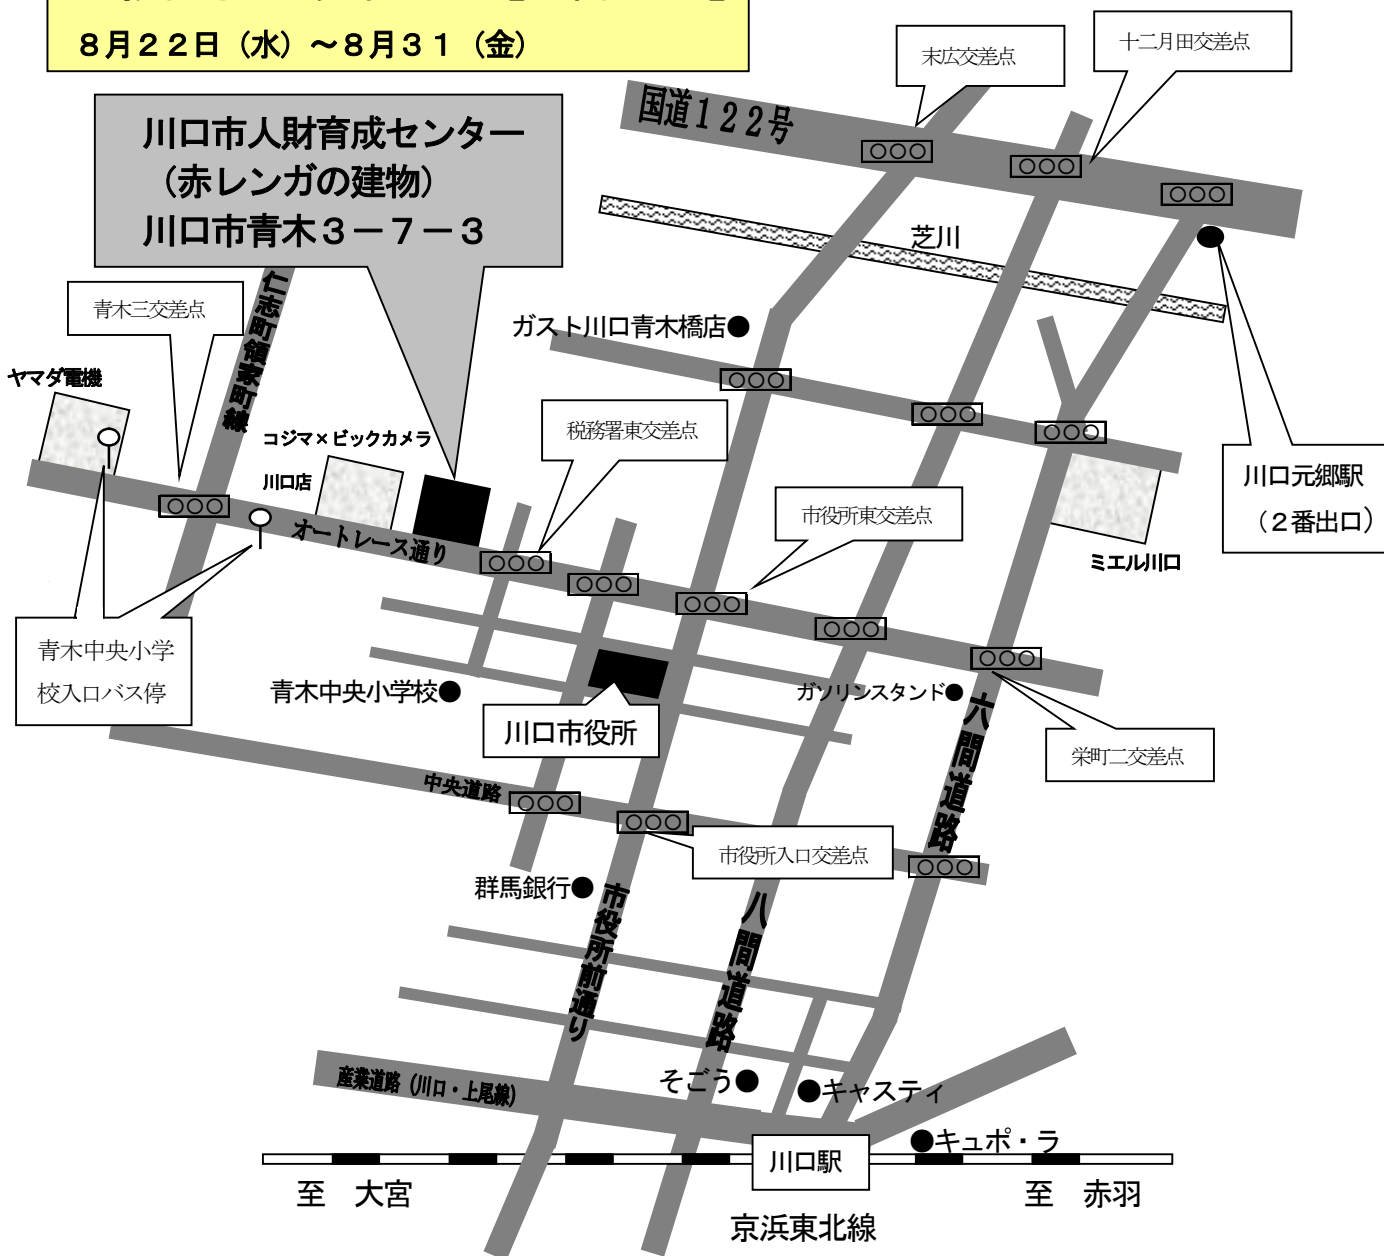 ８月２２日（水）～８月３１（金）
末広交差点
十二月田交差点
国道１２２号
川口市人財育成センター
（赤レンガの建物）
川口市青木３－７－３
芝川
仁志町領家町線
青木三交差点
ガスト川口青木橋店●
ヤマダ電機
コジマ×ビックカメラ
川口店
税務署東交差点
川口元郷駅
（２番出口）
市役所東交差点
オートレース通り
ミエル川口
青木中央小学
校入口バス停
青木中央小学校●
ガソリンスタンド●
川口市役所
六間道路
栄町二交差点
中央道路
市役所入口交差点
群馬銀行●
市役所前通り
八間道路
産業道路（川口・上尾線）
そごう●
●キャスティ
●キュポ・ラ
川口駅
至　大宮
至　赤羽
京浜東北線